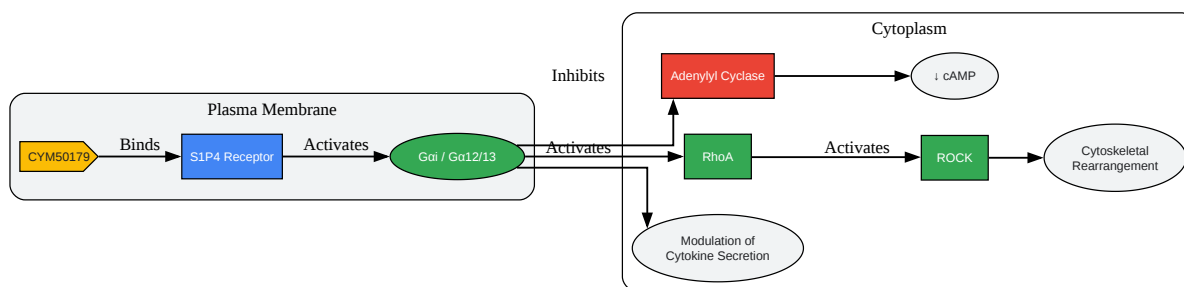 Cytoplasm
Inhibits
Adenylyl Cyclase
↓ cAMP
Plasma Membrane
CYM50179
Binds
S1P4 Receptor
Activates
Gαi / Gα12/13
Activates
RhoA
Activates
ROCK
Cytoskeletal
Rearrangement
Modulation of
Cytokine Secretion